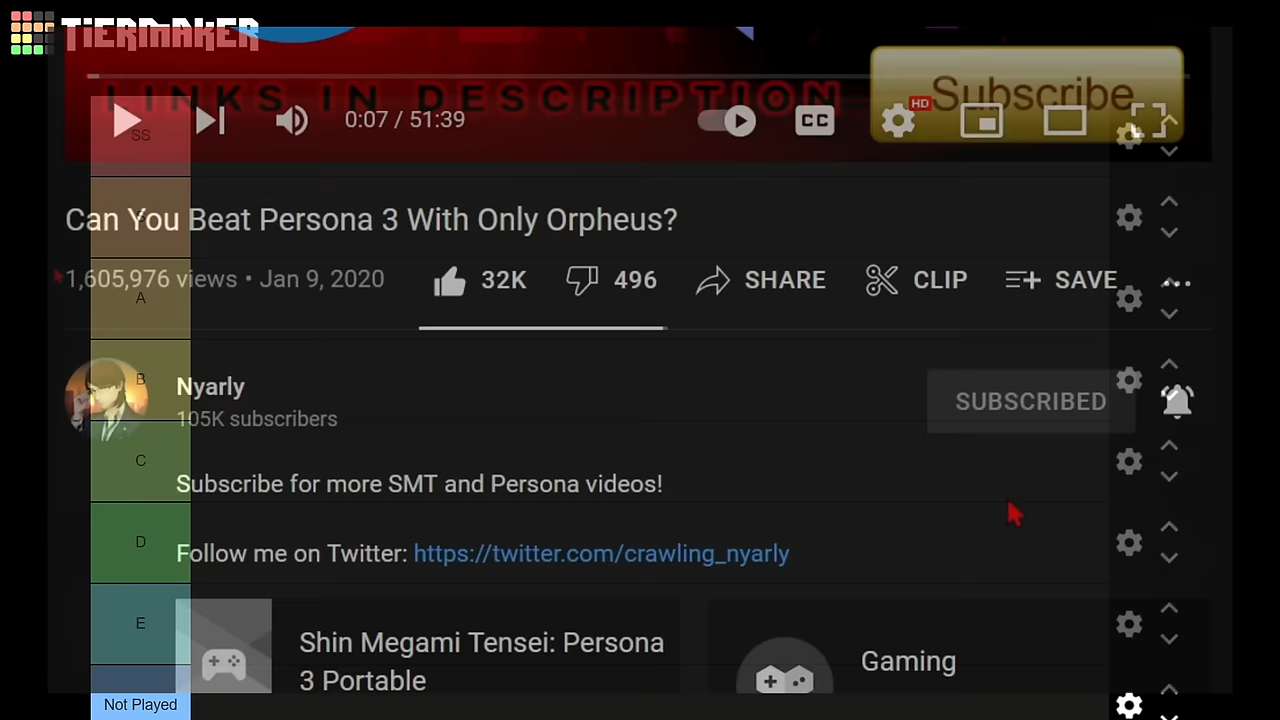 TIERMAKER
LINKS IN DESCRIPTION
Subscribe
0:07 / 51:39
CC
HD
SS
Can You Beat Persona 3 With Only Orpheus?
S
1,605,976 views • Jan 9, 2020
32K
496
SHARE
CLIP
SAVE
A
B
Nyarly
105K subscribers
SUBSCRIBED
C
Subscribe for more SMT and Persona videos!
D
Follow me on Twitter: https://twitter.com/crawling_nyarly
E
Shin Megami Tensei: Persona
3 Portable
Gaming
Not Played